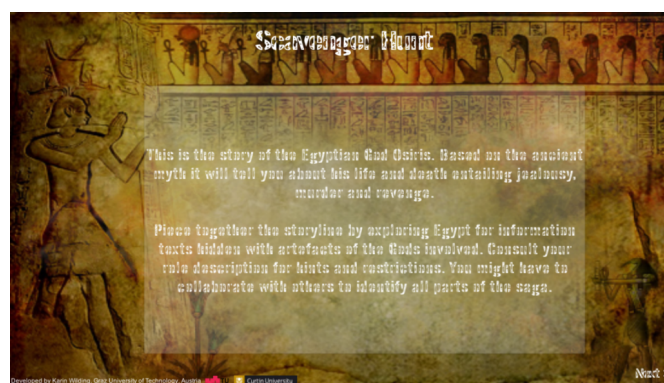 Scavenger Hunt
This is the story of the Egyptian God Osiris. Based on the ancient
myth it will tell you about his life and death entailing jealousy,
murder and revenge.
Piece together the storyline by exploring Egypt for information
texts hidden with artefacts of the Gods involved. Consult your
role description for hints and restrictions. You might have to
collaborate with others to identify all parts of the saga.
Next
Developed by Karin Wilding, Graz University of Technology, Austria
Curtin University